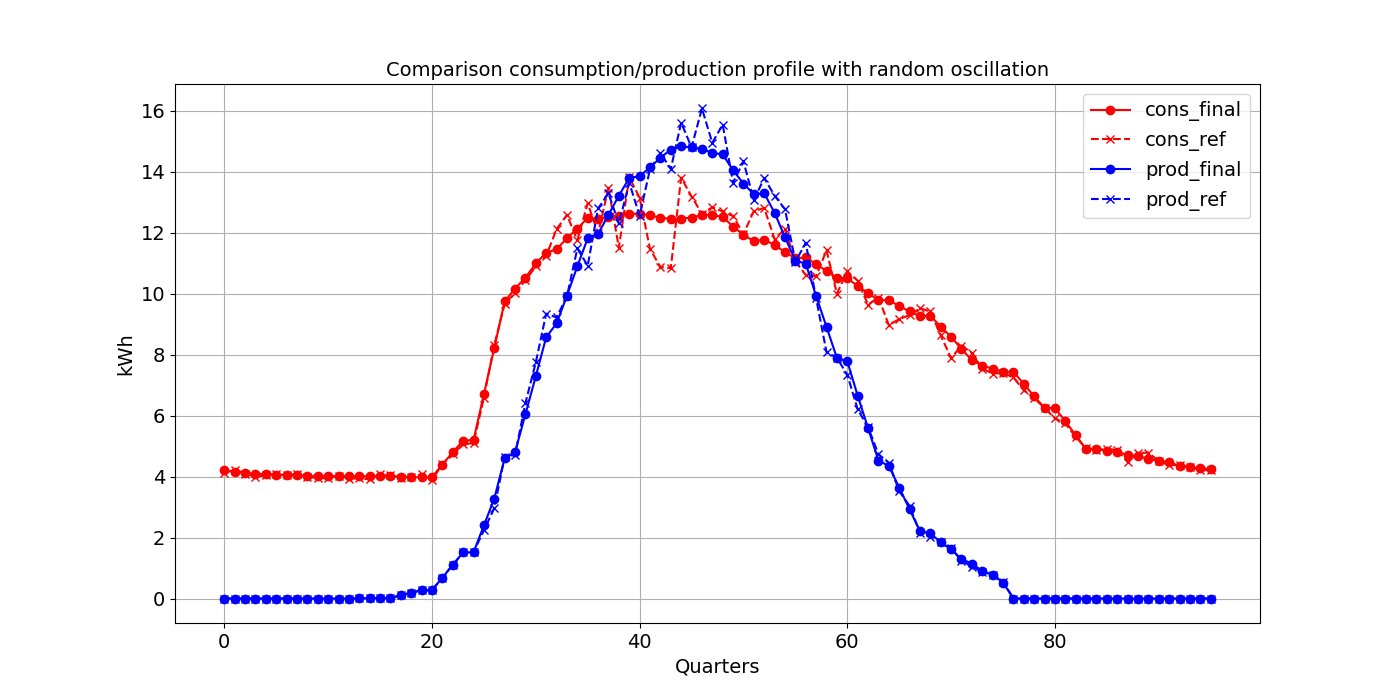 Comparison consumption/production profile with random oscillation
cons_final
cons_ref
prod_final
prod_ref
16
14
12
10
8
6
4
2
0
kWh
0 20 40 60 80
Quarters